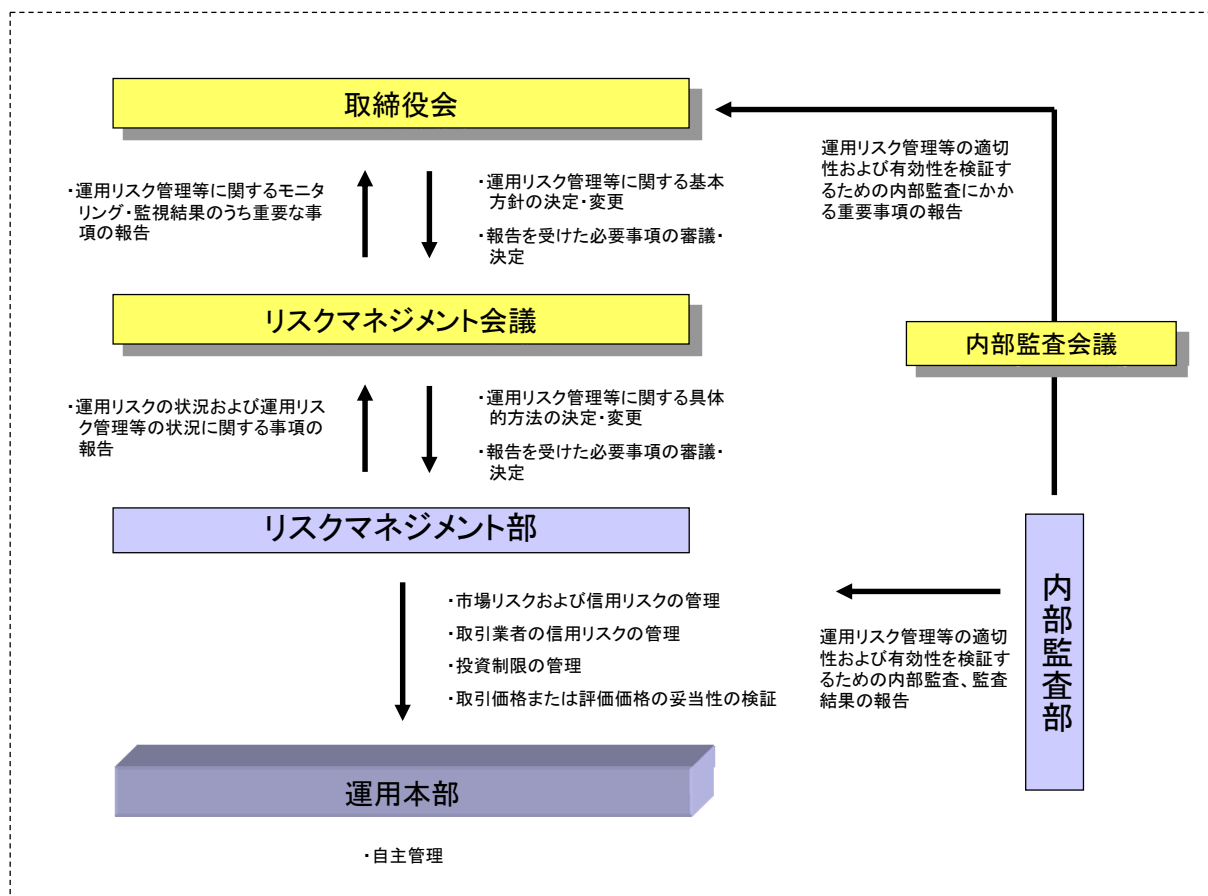 取締役会
・運用リスク管理等に関するモニ
タリング・監視結果のうち重要な事
項の報告
・運用リスク管理等に関する基本
方針の決定・変更
・報告を受けた必要事項の審議・
決定
運用リスク管理等の適切
性および有効性を検証す
るための内部監査にかか
る重要事項の報告
リスクマネジメント会議
内部監査会議
・運用リスクの状況および運用リス
ク管理等の状況に関する事項の
報告
・運用リスク管理等に関する具体
的方法の決定・変更
・報告を受けた必要事項の審議・
決定
リスクマネジメント部
内部監査部
・市場リスクおよび信用リスクの管理
・取引業者の信用リスクの管理
・投資制限の管理
・取引価格または評価価格の妥当性の検証
運用リスク管理等の適切
性および有効性を検証す
るための内部監査、監査
結果の報告
運用本部
・自主管理